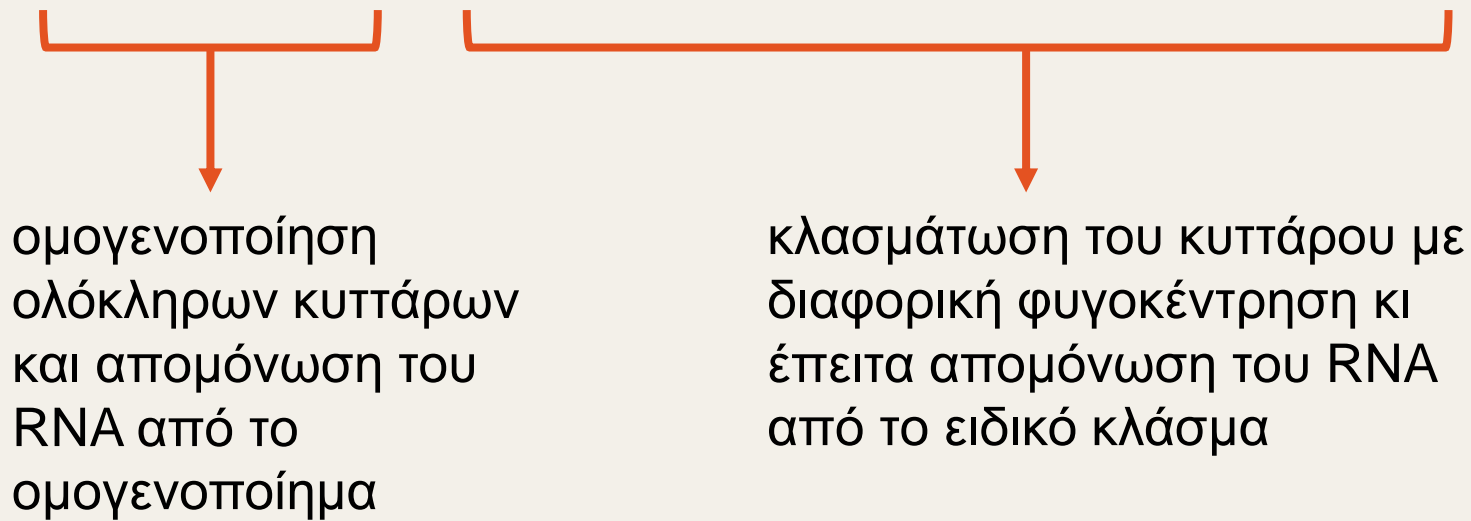 ομογενοποίηση
ολόκληρων κυττάρων
και απομόνωση του
RNA από το
ομογενοποίημα
κλασμάτωση του κυττάρου με
διαφορική φυγοκέντρηση κι
έπειτα απομόνωση του RNA
από το ειδικό κλάσμα